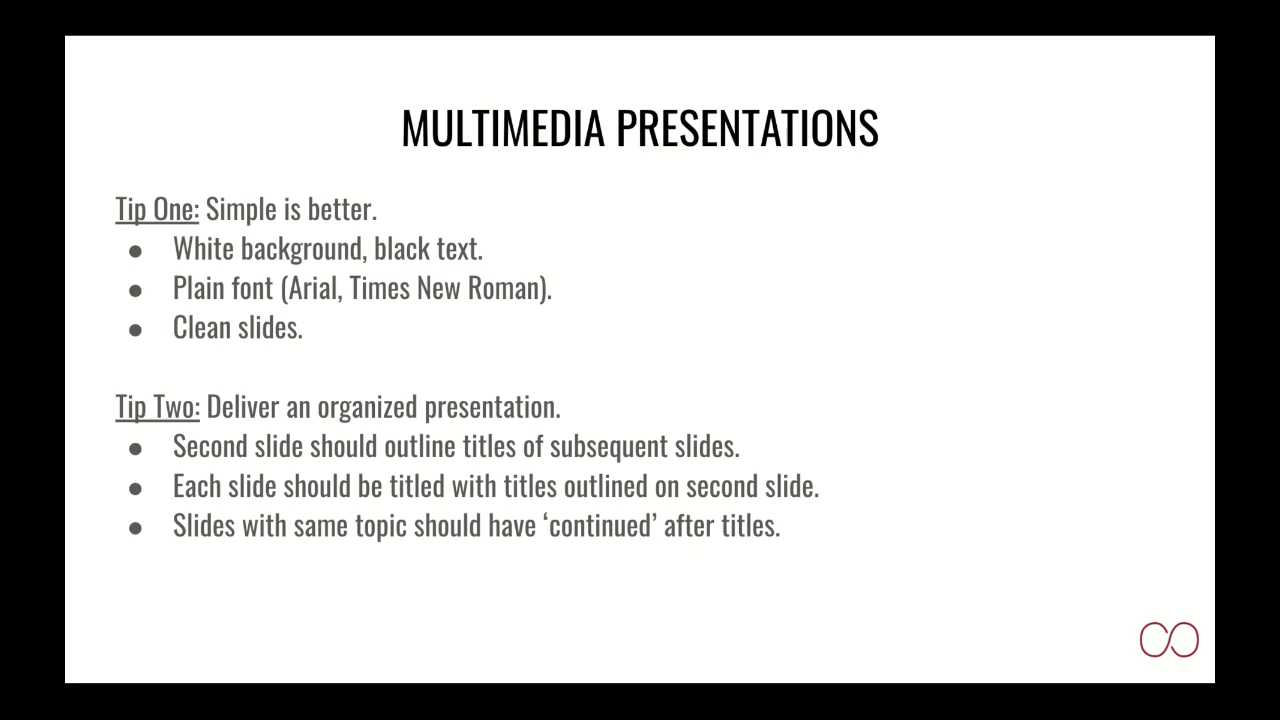 MULTIMEDIA PRESENTATIONS
Tip One: Simple is better.
● White background, black text.
● Plain font (Arial, Times New Roman).
● Clean slides.
Tip Two: Deliver an organized presentation.
● Second slide should outline titles of subsequent slides.
● Each slide should be titled with titles outlined on second slide.
● Slides with same topic should have ‘continued’ after titles.